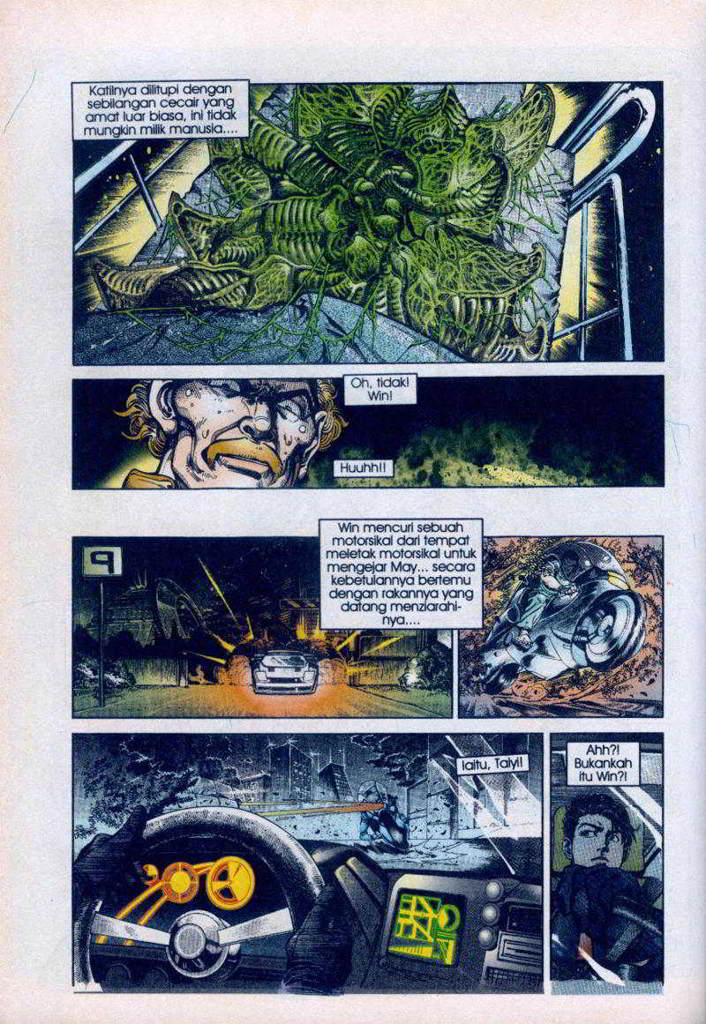 Katilnya dilitupi dengan
sebilangan cecair yang
amat luar biasa, ini tidak
mungkin milik manusia....
Oh, tidak!
Win!
Huuhh!!
Win mencuri sebuah
motorsikal dari tempat
meletak motorsikal untuk
mengejar May... secara
kebetulannya bertemu
dengan rakannya yang
datang menziarahi-
nya....
9
Iaitu, Taiyi!
Ahh?!
Bukankah
itu Win?!